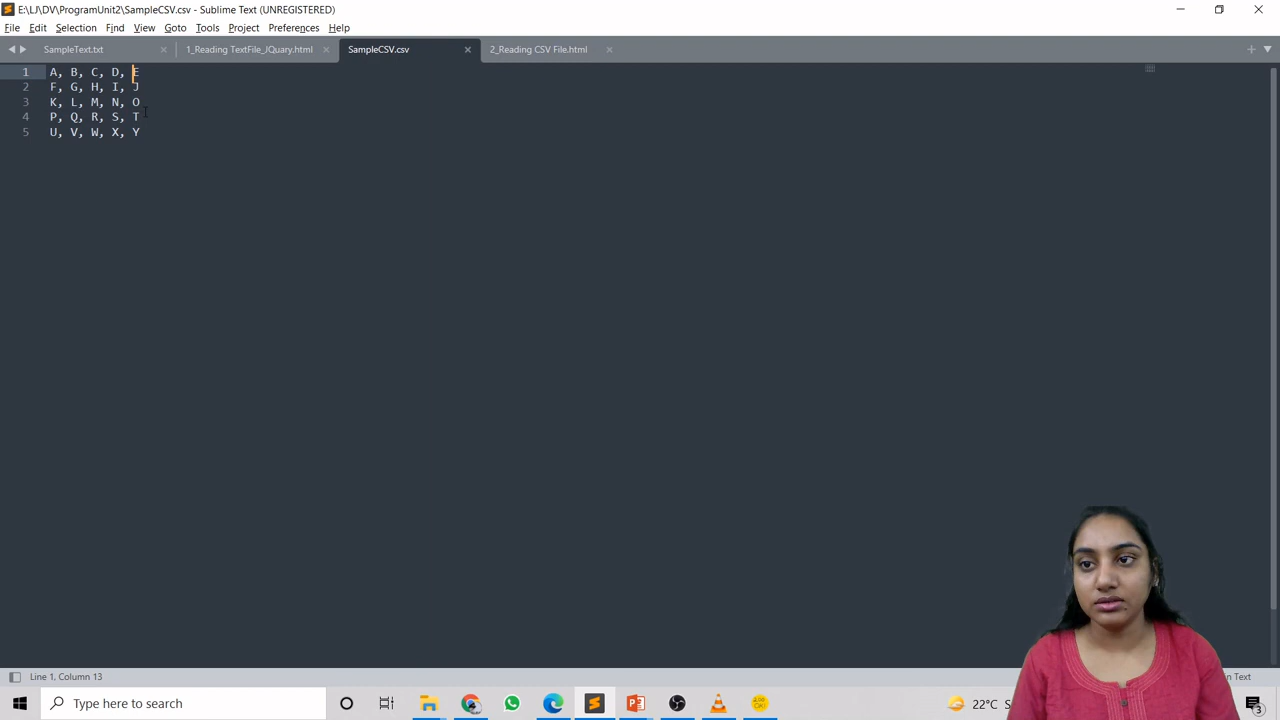 E:\LJ\DV\ProgramUnit2\SampleCSV.csv - Sublime Text (UNREGISTERED)
File Edit Selection Find View Goto Tools Project Preferences Help
SampleText.txt 1_Reading TextFile_JQuary.html SampleCSV.csv 2_Reading CSV File.html
1 A, B, C, D, E
2 F, G, H, I, J
3 K, L, M, N, O
4 P, Q, R, S, T
5 U, V, W, X, Y
Line 1, Column 13
Text
Type here to search
22°C
3